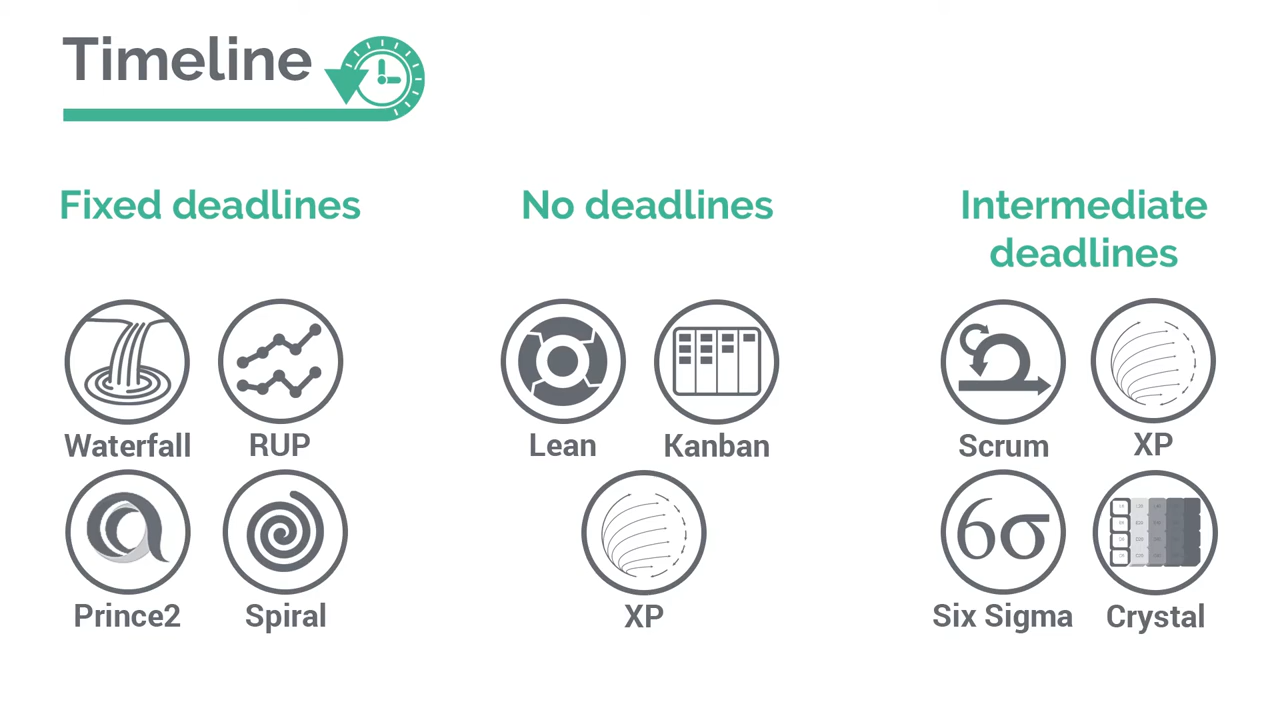 Timeline
Fixed deadlines
No deadlines
Intermediate
deadlines
Waterfall
RUP
Lean
Kanban
Scrum
XP
6σ
Prince2
Spiral
XP
Six Sigma
Crystal